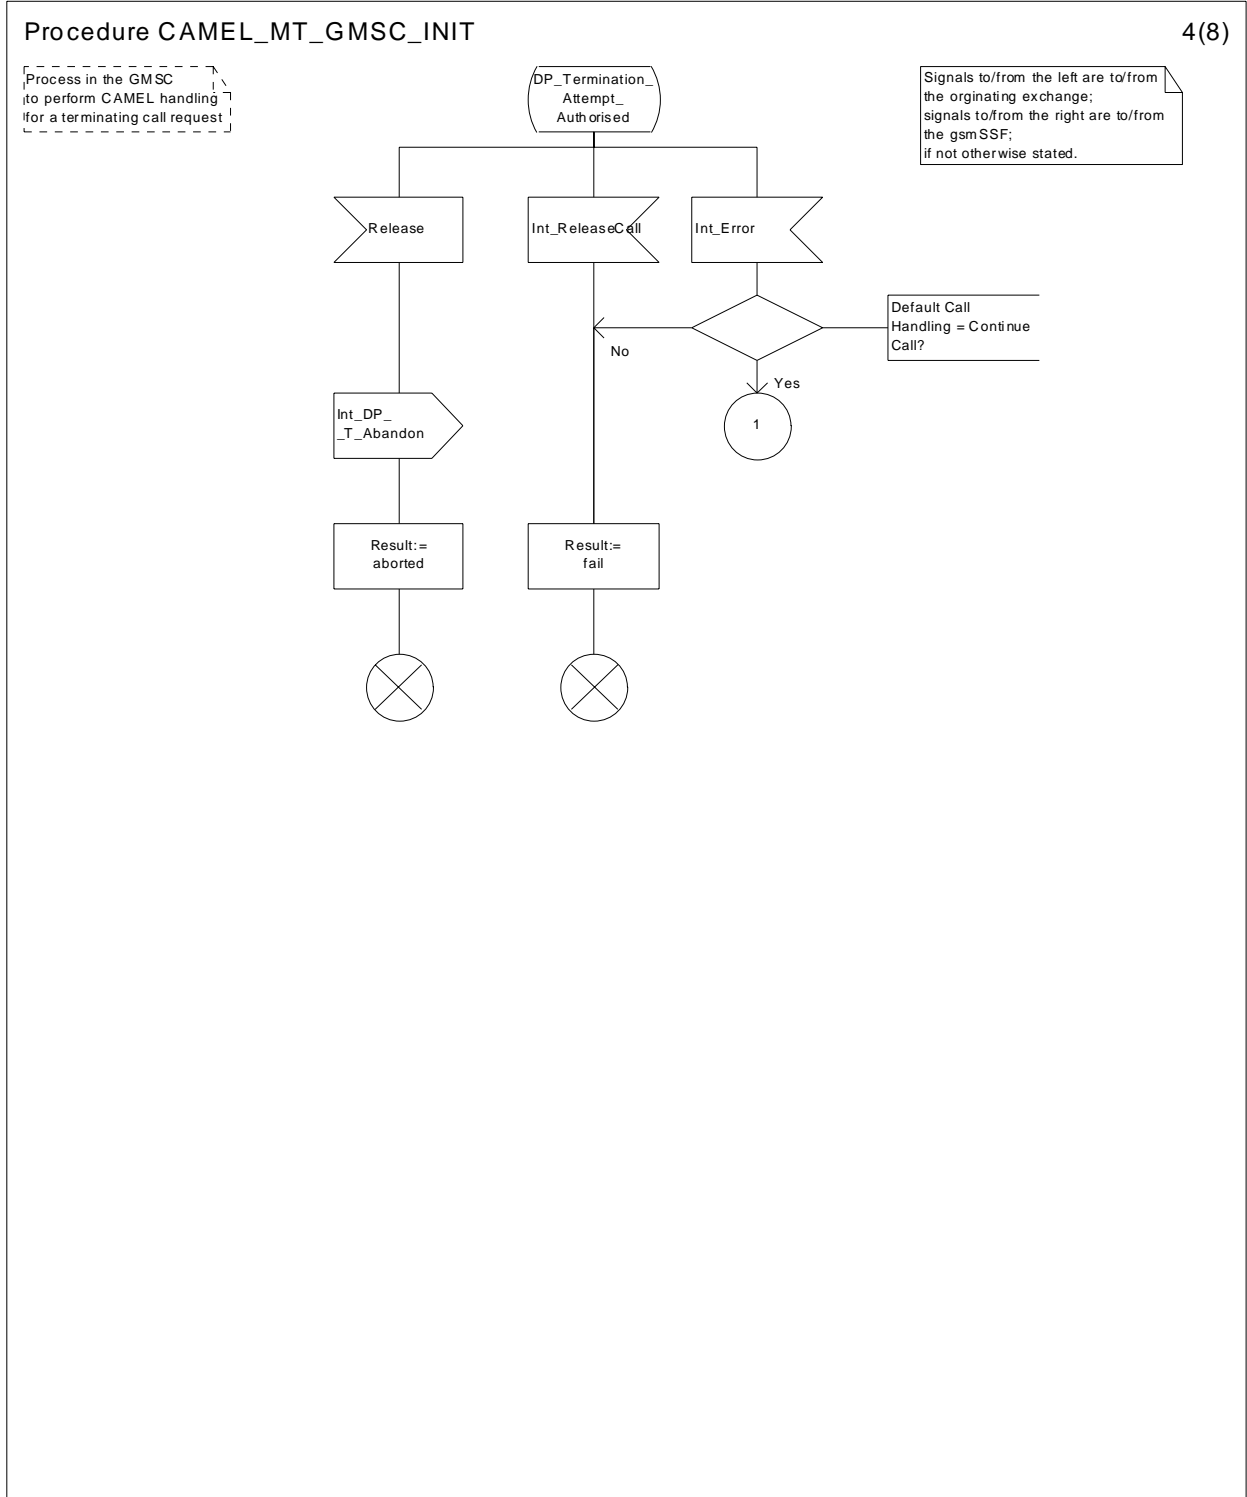 Procedure CAMEL_MT_GMSC_INIT
4(8)
Process in the GMSC
to perform CAMEL handling
for a terminating call request
DP_Termination_
Attempt_
Authorised
Signals to/from the left are to/from
the orginating exchange;
signals to/from the right are to/from
the gsmSSF;
if not otherwise stated.
Release
Int_ReleaseCall
Int_Error
Default Call
Handling = Continue
Call?
No
Yes
Int_DP_
_T_Abandon
1
Result:=
aborted
Result:=
fail